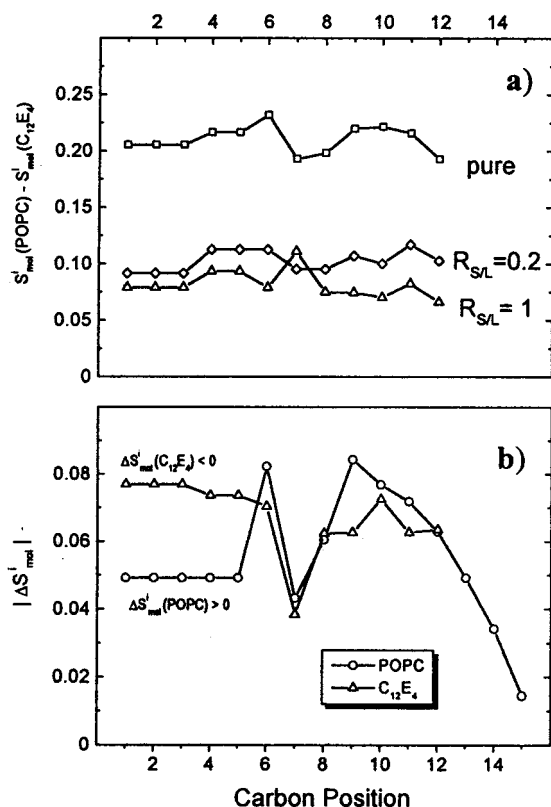 2 4 6 8 10 12 14
a)
0.25
0.20
0.15
0.10
0.05
0.00
S^i_mol(POPC) - S^i_mol(C₁₂E₄)
pure
R_S/L=0.2
R_S/L= 1
b)
0.08
0.06
0.04
0.02
0
|ΔS^i_mol|
ΔS^i_mol(C₁₂E₄)<0
ΔS^i_mol(POPC)>0
POPC
C₁₂E₄
2 4 6 8 10 12 14
Carbon Position